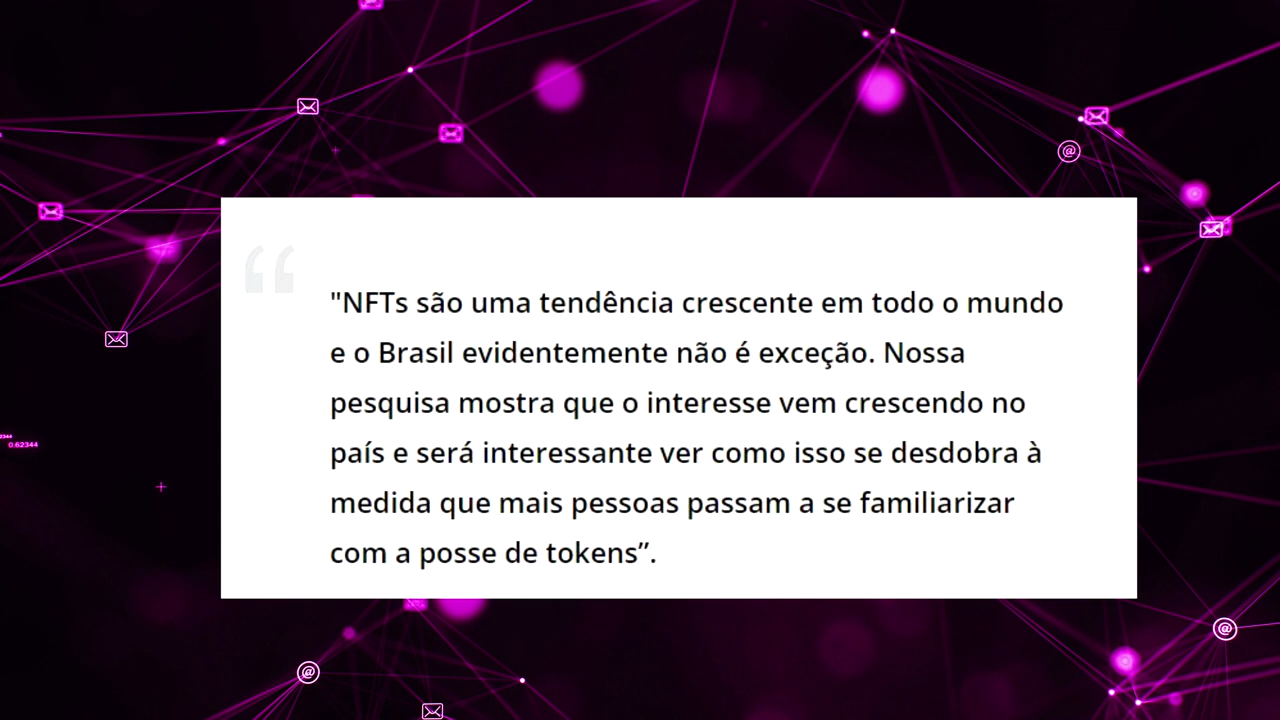 "NFTs são uma tendência crescente em todo o mundo
e o Brasil evidentemente não é exceção. Nossa
pesquisa mostra que o interesse vem crescendo no
país e será interessante ver como isso se desdobra à
medida que mais pessoas passam a se familiarizar
com a posse de tokens”.
0.62344